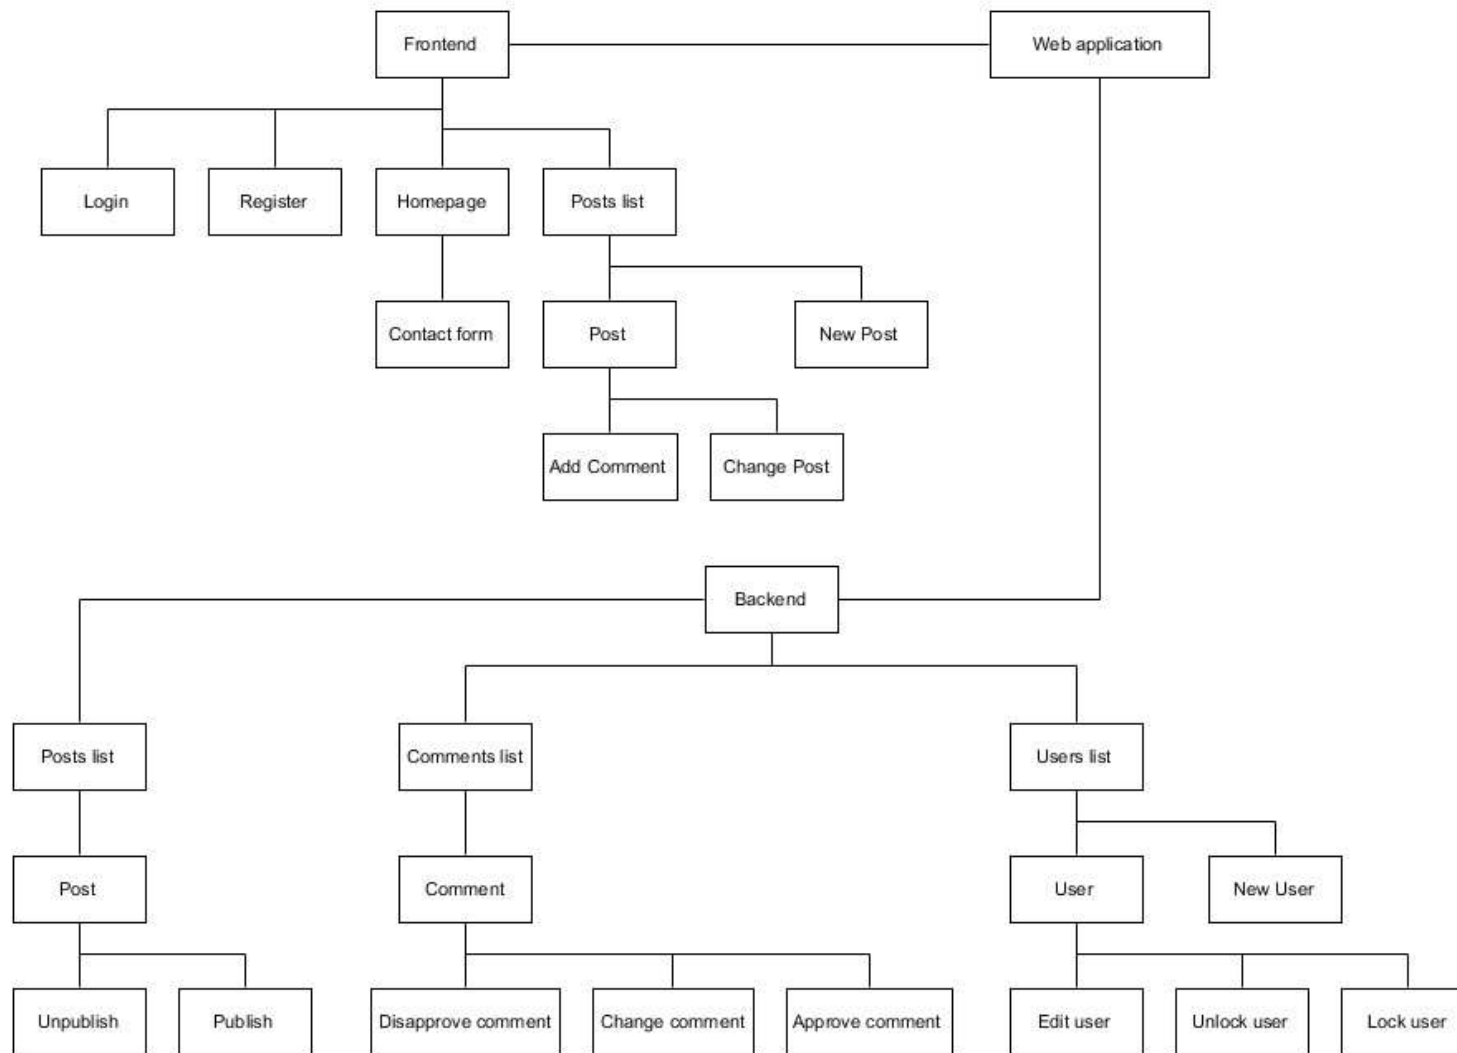 Frontend
Web application
Login
Register
Homepage
Posts list
Contact form
Post
New Post
Add Comment
Change Post
Backend
Posts list
Comments list
Users list
Post
Comment
User
New User
Unpublish
Publish
Disapprove comment
Change comment
Approve comment
Edit user
Unlock user
Lock user